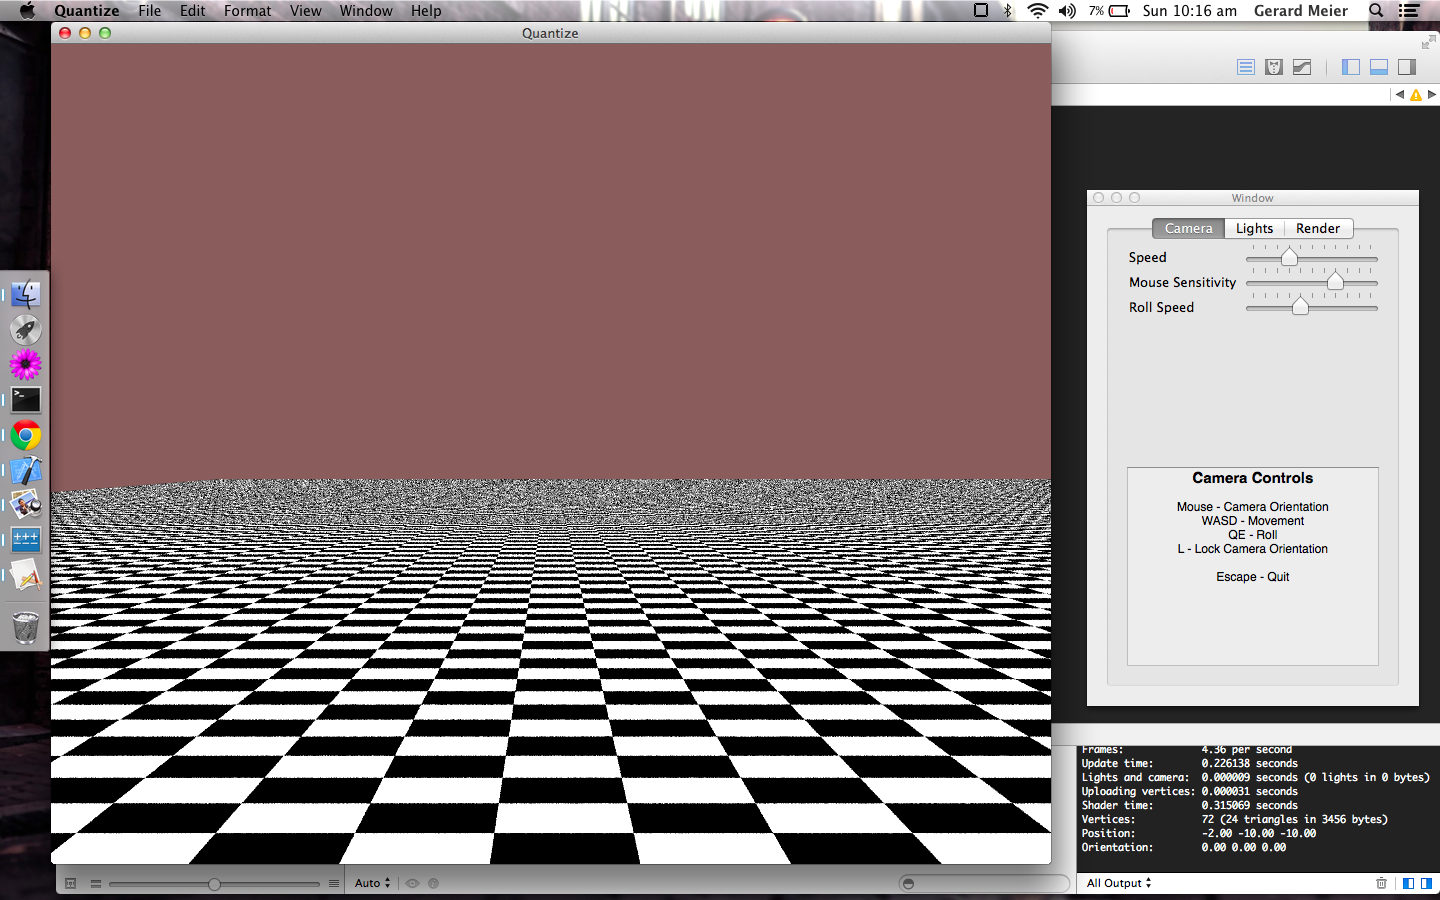 Quantize File Edit Format View Window Help 7% Sun 10:16 am Gerard Meier
Quantize
Window
Camera Lights Render
Speed
Mouse Sensitivity
Roll Speed
Camera Controls
Mouse - Camera Orientation
WASD - Movement
QE - Roll
L - Lock Camera Orientation
Escape - Quit
Frames: 4.36 per second
Update time: 0.226138 seconds
Lights and camera: 0.000009 seconds (0 lights in 0 bytes)
Uploading vertices: 0.000031 seconds
Shader time: 0.315069 seconds
Vertices: 72 (24 triangles in 3456 bytes)
Position: -2.00 -10.00 -10.00
Orientation: 0.00 0.00 0.00
Auto
All Output